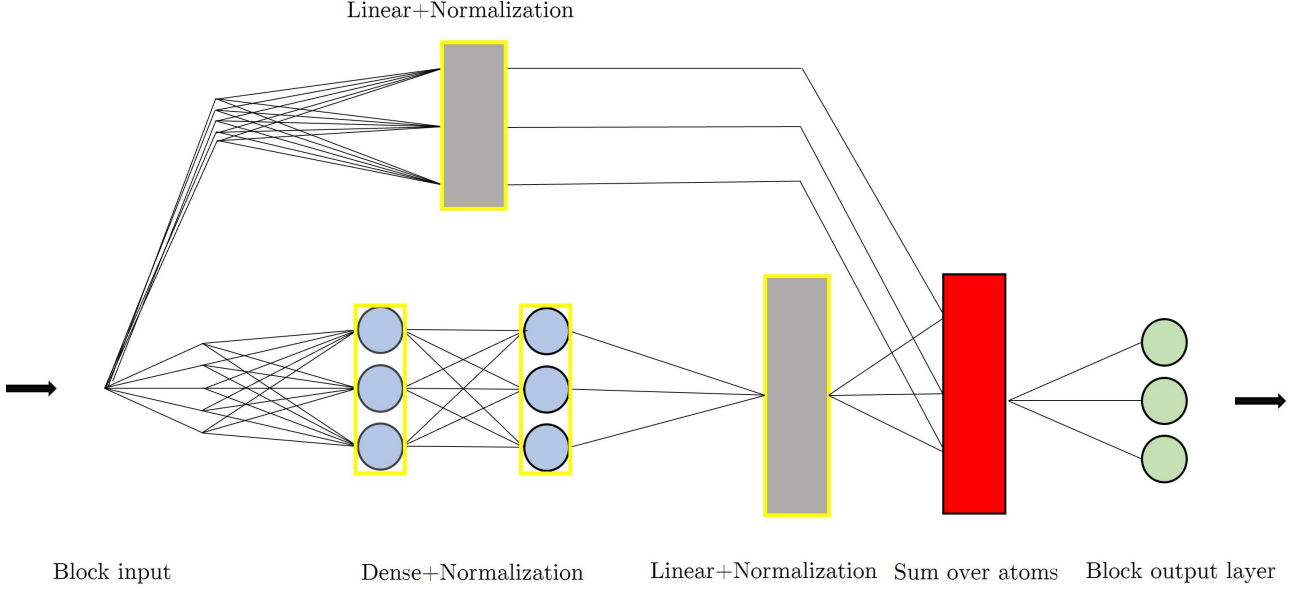 Linear+Normalization
Block input
Dense+Normalization
Linear+Normalization
Sum over atoms
Block output layer